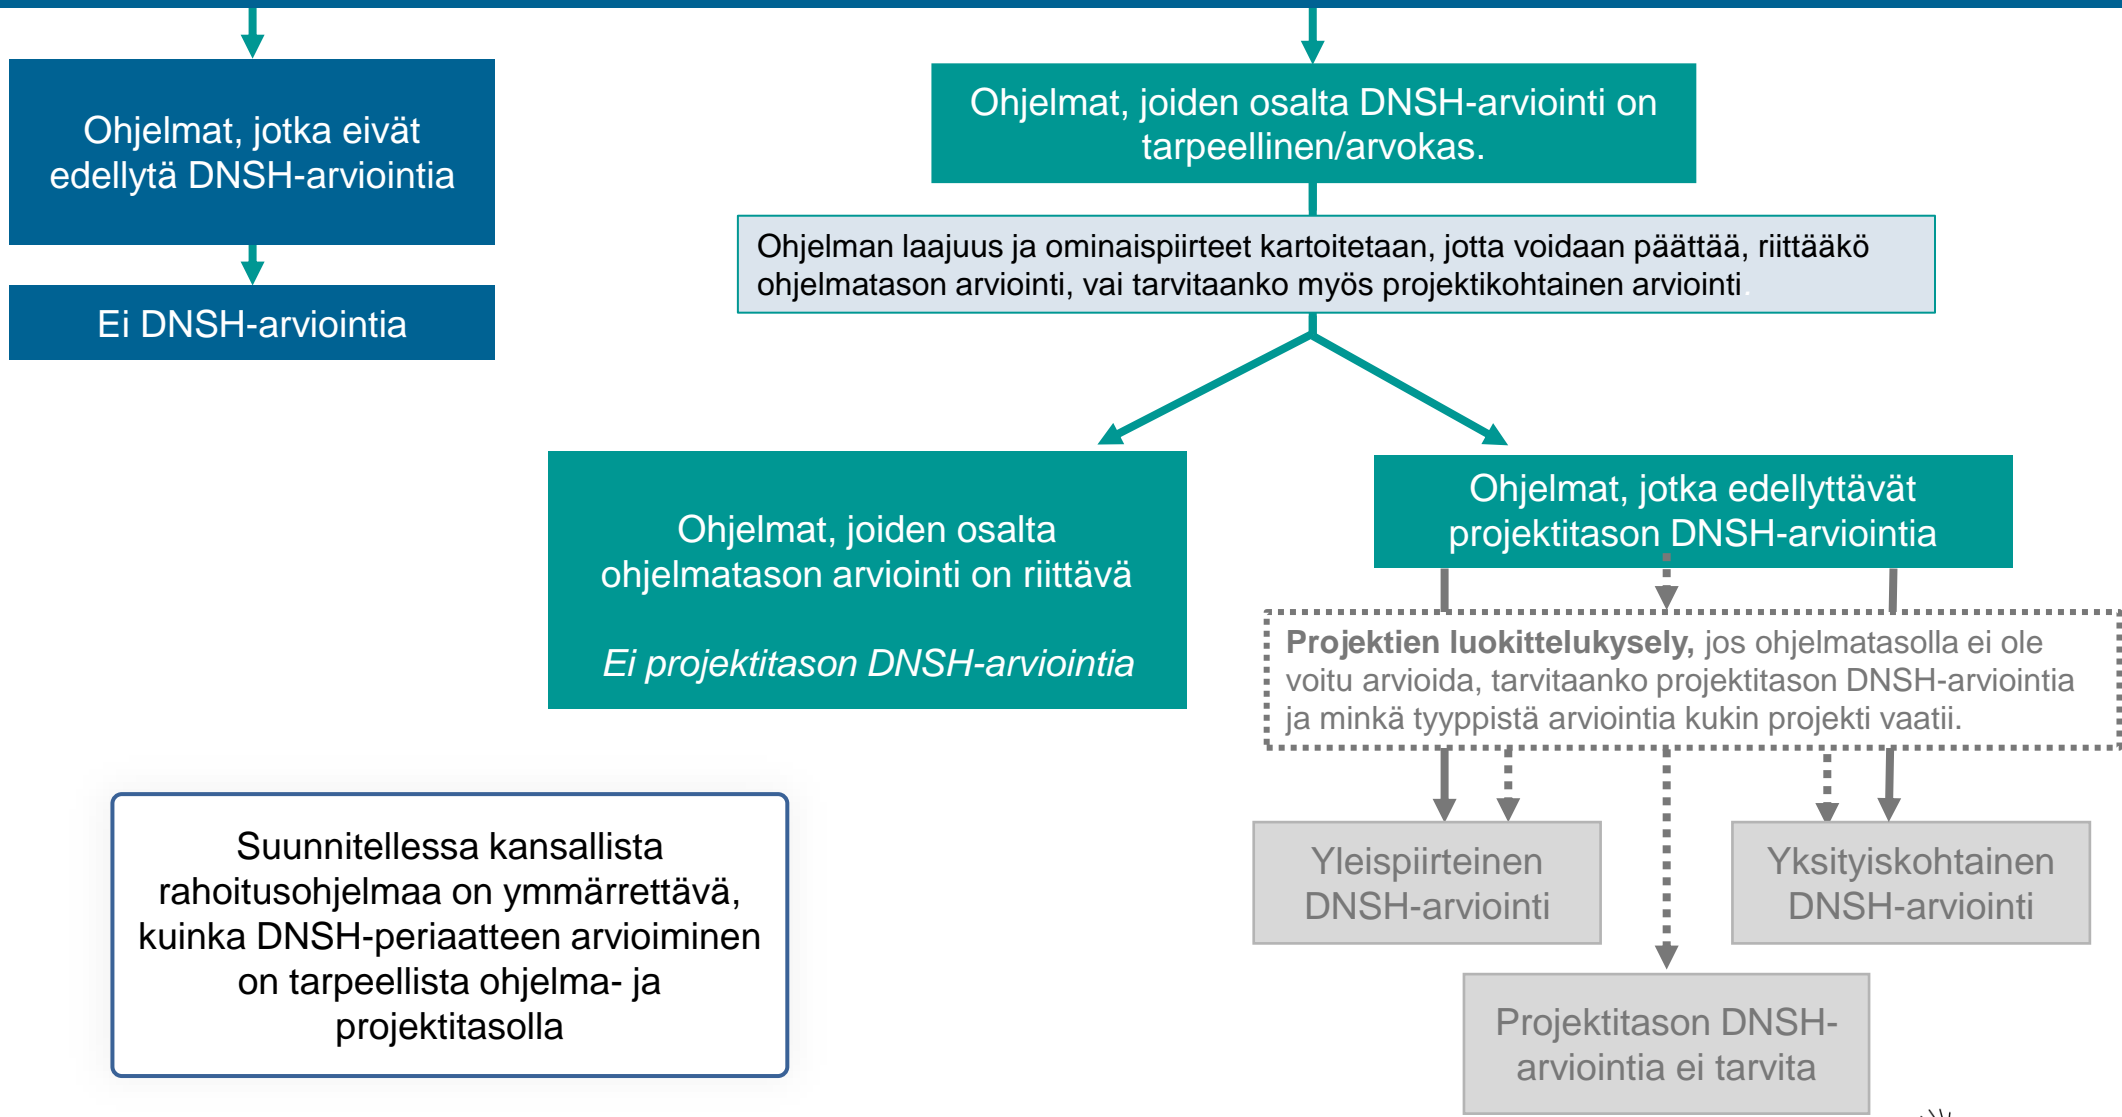 Ohjelmat, jotka eivät
edellytä DNSH-arviointia
Ei DNSH-arviointia
Ohjelmat, joiden osalta DNSH-arviointi on
tarpeellinen/arvokas.
Ohjelman laajuus ja ominaispiirteet kartoitetaan, jotta voidaan päättää, riittääkö
ohjelmatason arviointi, vai tarvitaanko myös projektikohtainen arviointi.
Ohjelmat, joiden osalta
ohjelmatason arviointi on riittävä
Ei projektitason DNSH-arviointia
Ohjelmat, jotka edellyttävät
projektitason DNSH-arviointia
Projektien luokittelukysely, jos ohjelmatasolla ei ole
voitu arvioida, tarvitaanko projektitason DNSH-arviointia
ja minkä tyyppistä arviointia kukin projekti vaatii.
Yleispiirteinen
DNSH-arviointi
Yksityiskohtainen
DNSH-arviointi
Projektitason DNSH-
arviointia ei tarvita
Suunnitellessa kansallista
rahoitusohjelmaa on ymmärrettävä,
kuinka DNSH-periaatteen arvioiminen
on tarpeellista ohjelma- ja
projektitasolla